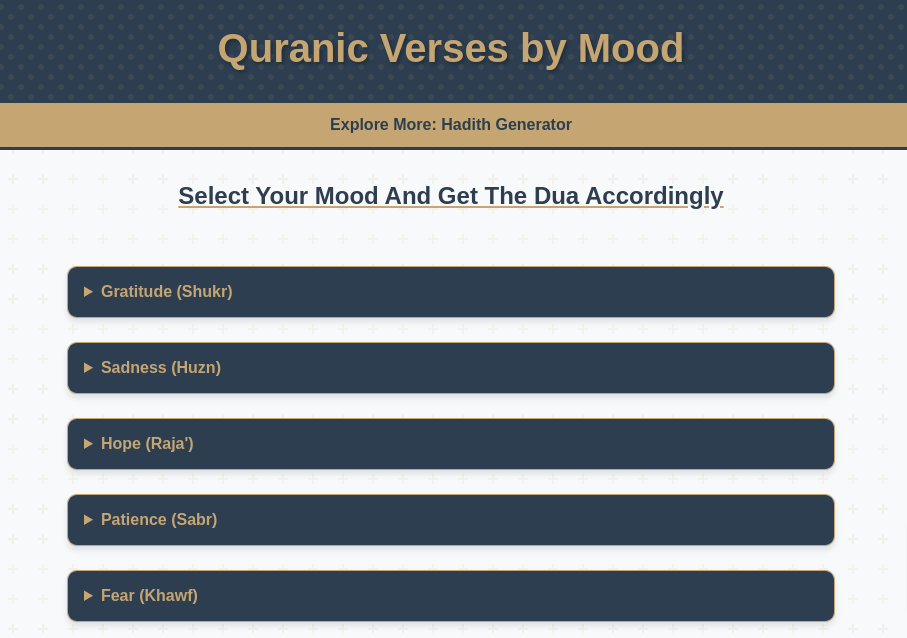 Quranic Verses by Mood
Explore More: Hadith Generator
Select Your Mood And Get The Dua Accordingly
Gratitude (Shukr)
Sadness (Huzn)
Hope (Raja')
Patience (Sabr)
Fear (Khawf)